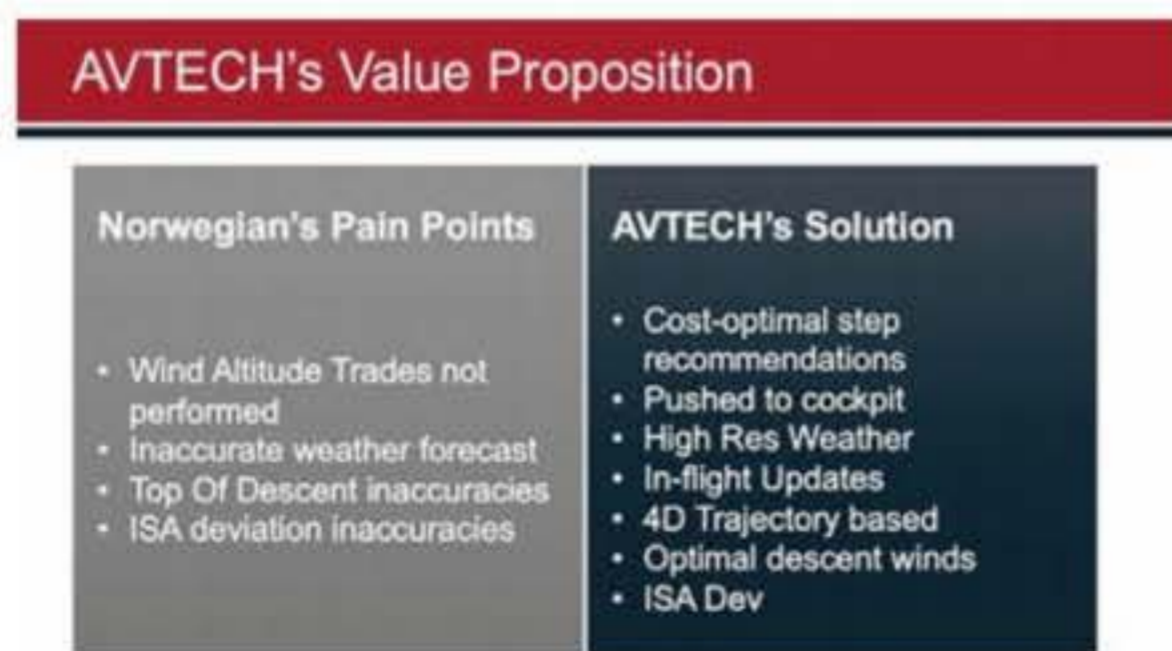 AVTECH's Value Proposition
Norwegian's Pain Points
• Wind Altitude Trades not
performed
• Inaccurate weather forecast
• Top Of Descent inaccuracies
• ISA deviation inaccuracies
AVTECH's Solution
• Cost-optimal step
recommendations
• Pushed to cockpit
• High Res Weather
• In-flight Updates
• 4D Trajectory based
• Optimal descent winds
• ISA Dev